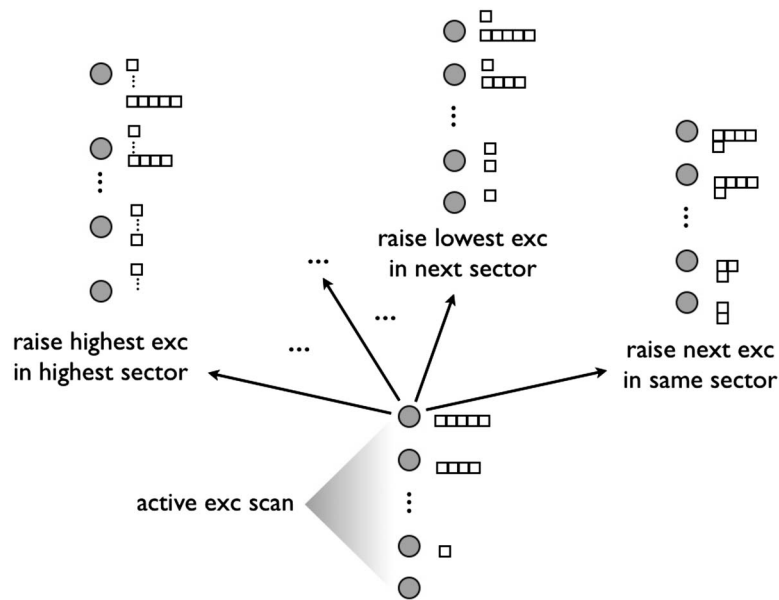 raise lowest exc
in next sector
...
...
raise highest exc
in highest sector
...
raise next exc
in same sector
active exc scan